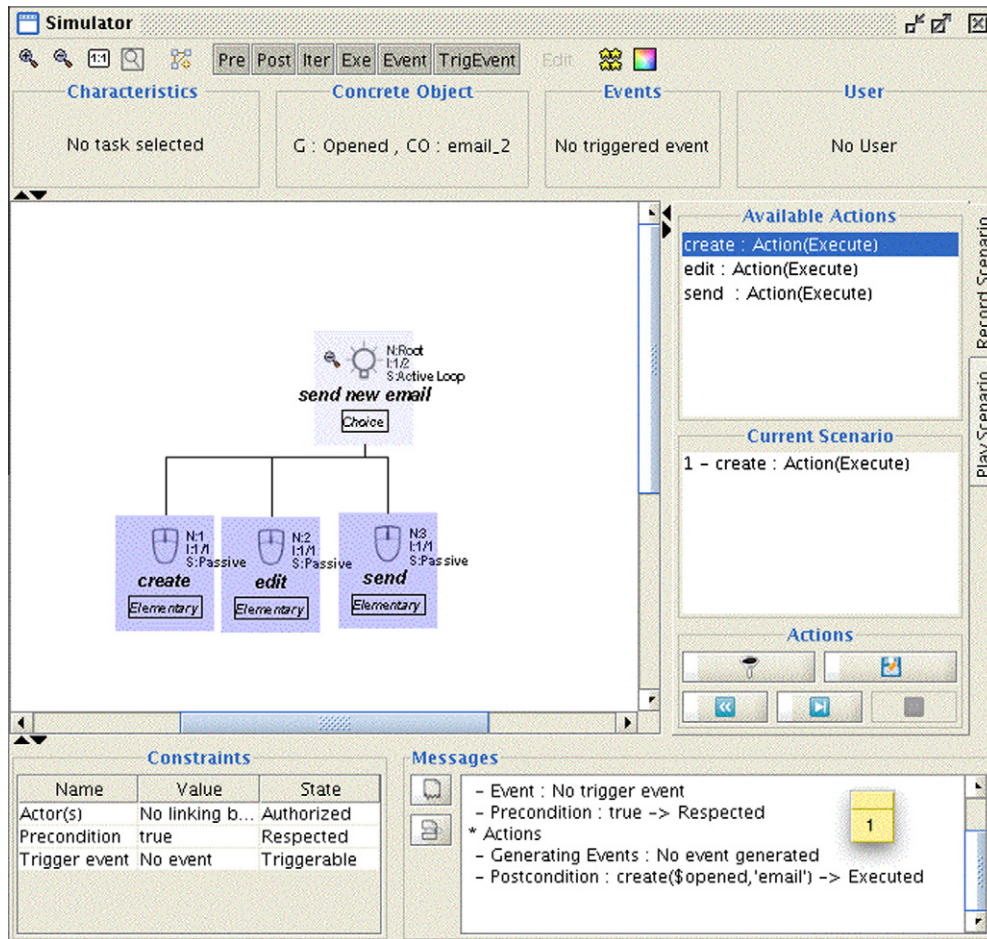 Simulator
1:1
Pre Post Iter Exe Event TrigEvent Edit
Characteristics
No task selected
Concrete Object
G : Opened , CO : email_2
Events
No triggered event
User
No User
N:Root
I:1/2
S:Active Loop
send new email
Choice
N:1
I:1/1
S:Passive
create
Elementary
N:2
I:1/1
S:Passive
edit
Elementary
N:3
I:1/1
S:Passive
send
Elementary
Available Actions
create : Action(Execute)
edit : Action(Execute)
send : Action(Execute)
Current Scenario
1 - create : Action(Execute)
Actions
Record Scenario
Play Scenario
Constraints
Name Value State
Actor(s) No linking b... Authorized
Precondition true Respected
Trigger event No event Triggerable
Messages
- Event : No trigger event
- Precondition : true -> Respected
* Actions
- Generating Events : No event generated
- Postcondition : create($opened,'email') -> Executed
1